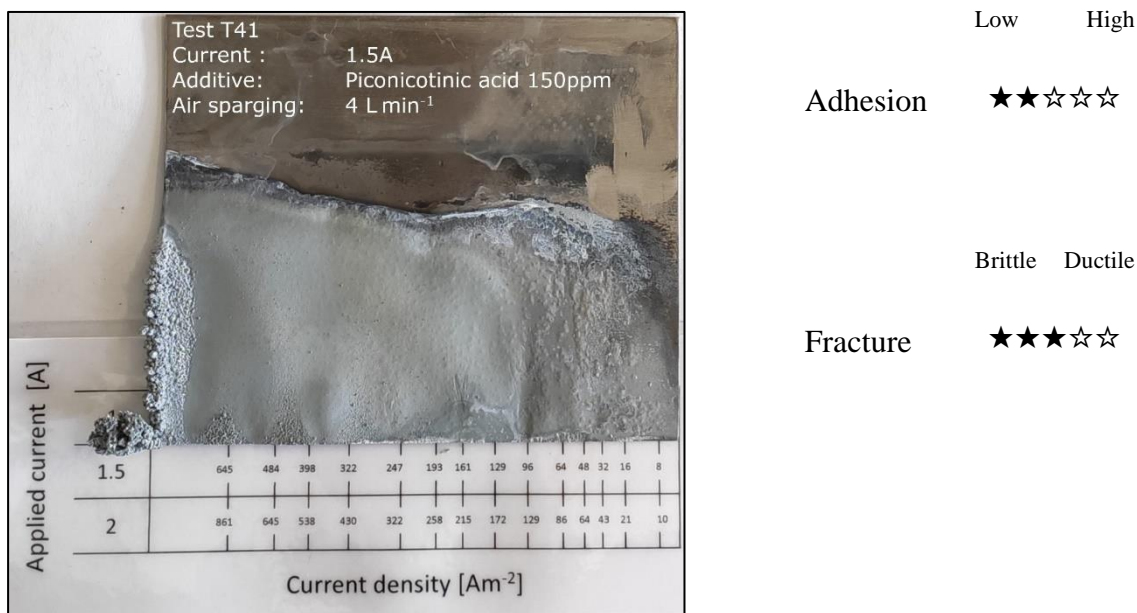 Test T41
Current : 1.5A
Additive: Piconicotinic acid 150ppm
Air sparging: 4 L min⁻¹
Low High
Adhesion ★★☆☆☆
Brittle Ductile
Fracture ★★★☆☆
Applied current [A]
1.5 645 484 398 322 247 193 161 129 96 64 48 32 16 8
2 861 645 538 430 322 258 215 172 129 86 64 43 21 10
Current density [Am⁻²]